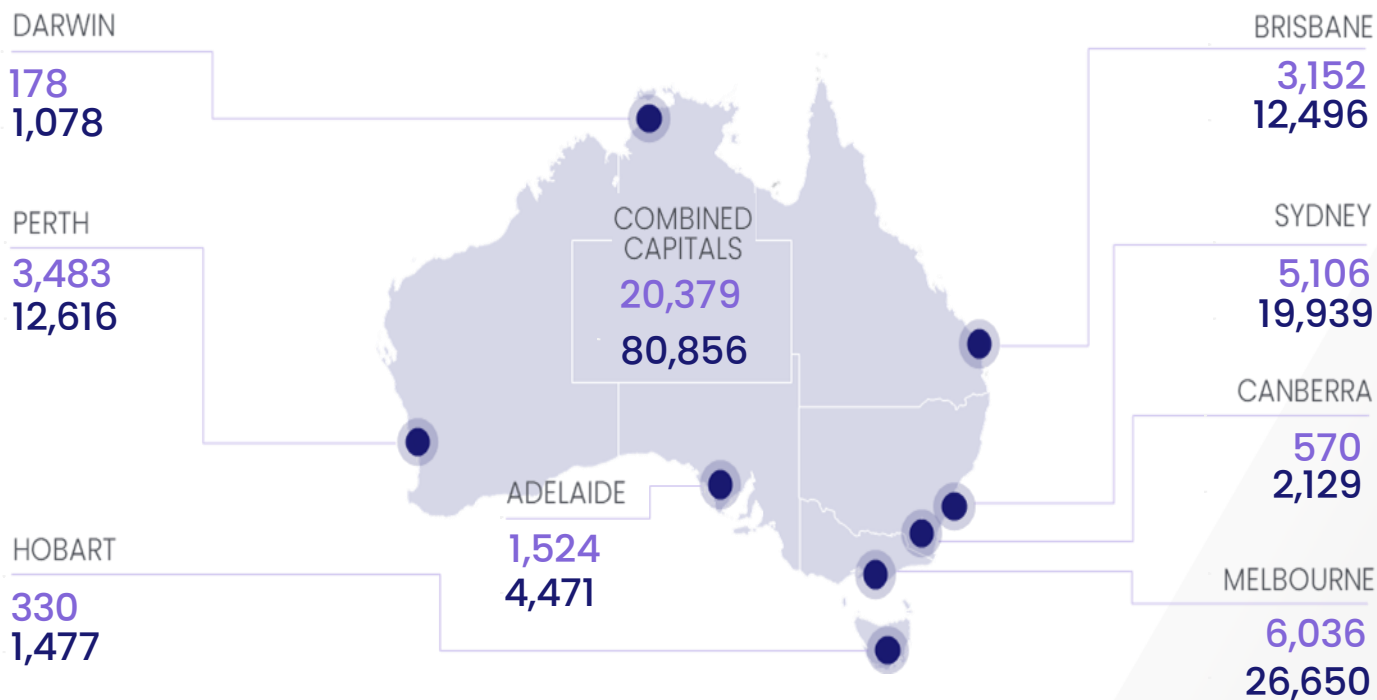 DARWIN
178
1,078
PERTH
3,483
12,616
HOBART
330
1,477
COMBINED
CAPITALS
20,379
80,856
ADELAIDE
1,524
4,471
BRISBANE
3,152
12,496
SYDNEY
5,106
19,939
CANBERRA
570
2,129
MELBOURNE
6,036
26,650